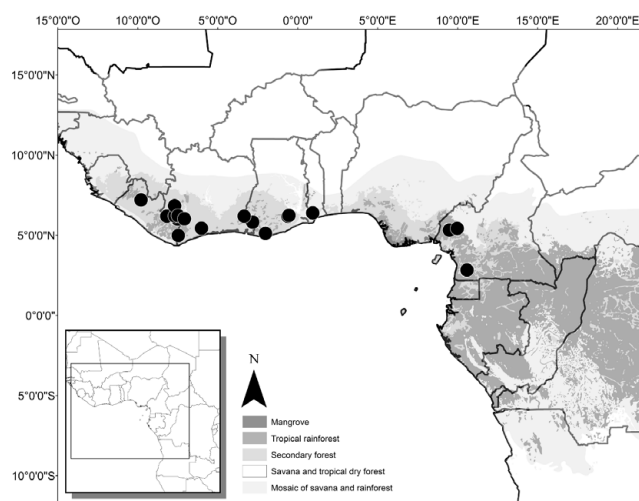 15°0'0"W 10°0'0"W 5°0'0"W 0°0'0" 5°0'0"E 10°0'0"E 15°0'0"E 20°0'0"E
15°0'0"N
10°0'0"N
5°0'0"N
0°0'0"
5°0'0"S
10°0'0"S
N
Mangrove
Tropical rainforest
Secondary forest
Savana and tropical dry forest
Mosaic of savana and rainforest